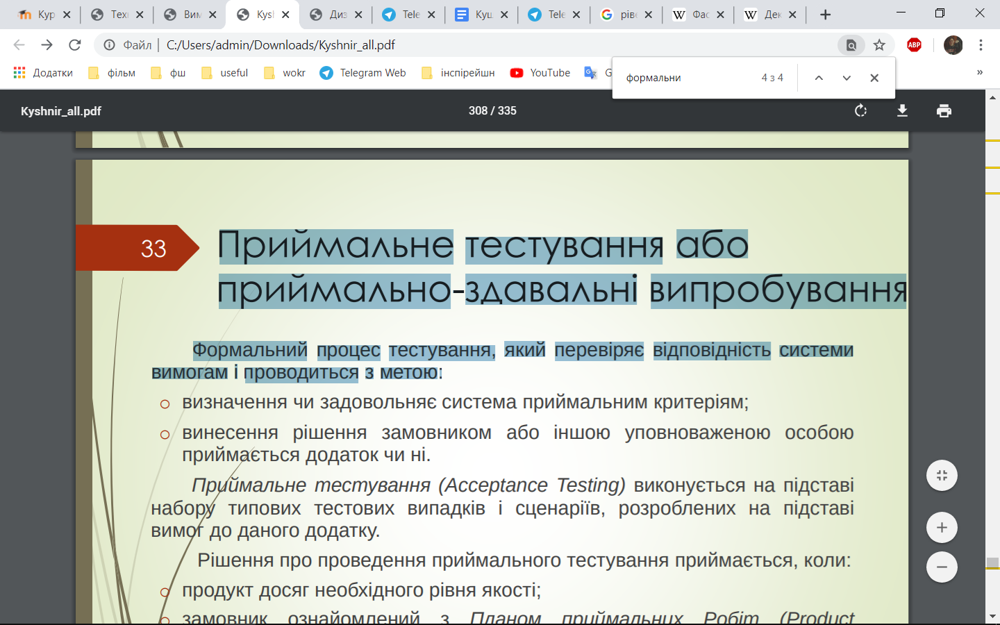 Кур
Техн
Вим
Kysh
Диз
Tele
Куш
Tele
ріве
Фас
Дек
Файл
C:/Users/admin/Downloads/Kyshnir_all.pdf
ABP
Додатки
фільм
фш
useful
wokr
Telegram Web
інспірейшн
YouTube
G
»
формальни
4 з 4
Kyshnir_all.pdf
308 / 335
33
Приймальне тестування або
приймально-здавальні випробування
Формальний процес тестування, який перевіряє відповідність системи
вимогам і проводиться з метою:
визначення чи задовольняє система приймальним критеріям;
винесення рішення замовником або іншою уповноваженою особою
приймається додаток чи ні.
Приймальне тестування (Acceptance Testing) виконується на підставі
набору типових тестових випадків і сценаріїв, розроблених на підставі
вимог до даного додатку.
Рішення про проведення приймального тестування приймається, коли:
продукт досяг необхідного рівня якості;
замовник ознайомлений з Планом приймальних Робіт (Product